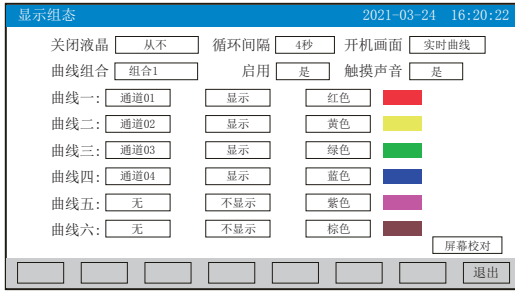 显示组态 2021-03-24 16:20:22
关闭液晶 从不 循环间隔 4秒 开机画面 实时曲线
曲线组合 组合1 启用 是 触摸声音 是
曲线一: 通道01 显示 红色
曲线二: 通道02 显示 黄色
曲线三: 通道03 显示 绿色
曲线四: 通道04 显示 蓝色
曲线五: 无 不显示 紫色
曲线六: 无 不显示 棕色
屏幕校对
退出